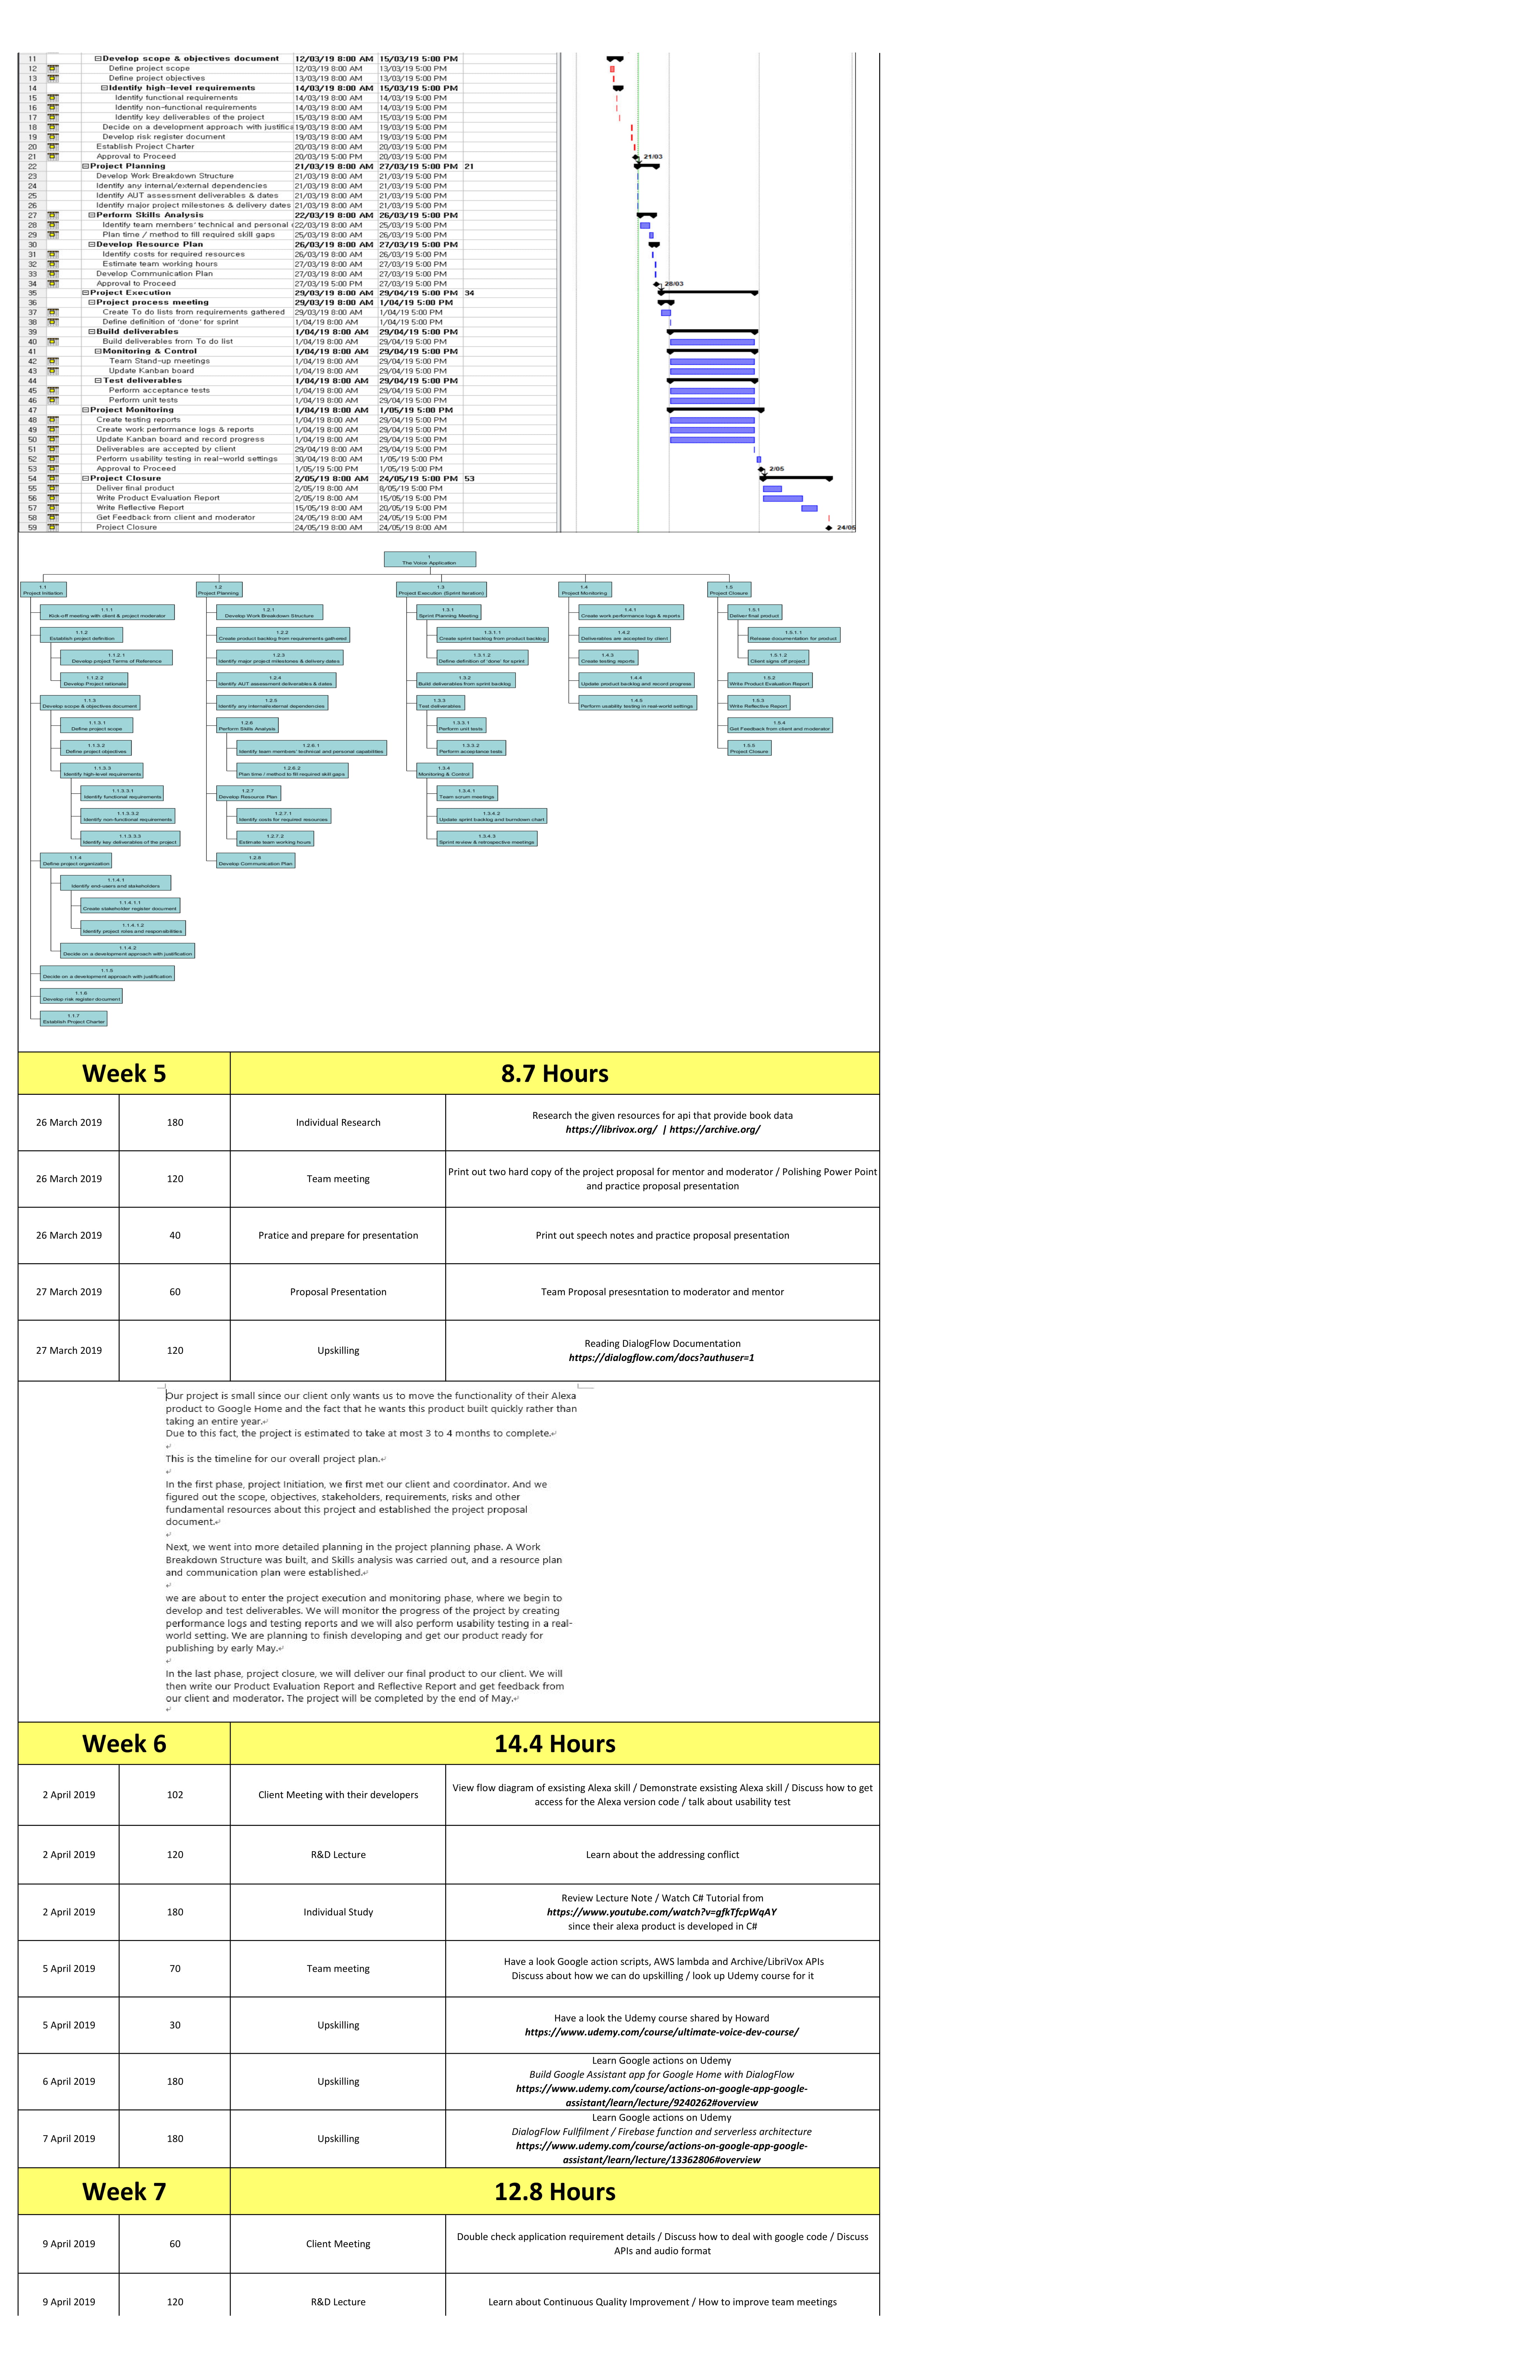 11 Develop scope & objectives document 12/03/19 8:00 AM 15/03/19 5:00 PM
12 Define project scope 12/03/19 8:00 AM 13/03/19 5:00 PM
13 Define project objectives 13/03/19 8:00 AM 13/03/19 5:00 PM
14 Identify high-level requirements 14/03/19 8:00 AM 15/03/19 5:00 PM
15 Identify functional requirements 14/03/19 8:00 AM 14/03/19 5:00 PM
16 Identify non-functional requirements 14/03/19 8:00 AM 14/03/19 5:00 PM
17 Identify key deliverables of the project 15/03/19 8:00 AM 15/03/19 5:00 PM
18 Decide on a development approach with justifica 19/03/19 8:00 AM 19/03/19 5:00 PM
19 Develop risk register document 19/03/19 8:00 AM 19/03/19 5:00 PM
20 Establish Project Charter 20/03/19 8:00 AM 20/03/19 5:00 PM
21 Approval to Proceed 20/03/19 5:00 PM 20/03/19 5:00 PM 21/03
22 Project Planning 21/03/19 8:00 AM 27/03/19 5:00 PM 21
23 Develop Work Breakdown Structure 21/03/19 8:00 AM 21/03/19 5:00 PM
24 Identify any internal/external dependencies 21/03/19 8:00 AM 21/03/19 5:00 PM
25 Identify AUT assessment deliverables & dates 21/03/19 8:00 AM 21/03/19 5:00 PM
26 Identify major project milestones & delivery dates 21/03/19 8:00 AM 21/03/19 5:00 PM
27 Perform Skills Analysis 22/03/19 8:00 AM 26/03/19 5:00 PM
28 Identify team members' technical and personal 22/03/19 8:00 AM 25/03/19 5:00 PM
29 Plan time / method to fill required skill gaps 25/03/19 8:00 AM 26/03/19 5:00 PM
30 Develop Resource Plan 26/03/19 8:00 AM 27/03/19 5:00 PM
31 Identify costs for required resources 26/03/19 8:00 AM 26/03/19 5:00 PM
32 Estimate team working hours 27/03/19 8:00 AM 27/03/19 5:00 PM
33 Develop Communication Plan 27/03/19 8:00 AM 27/03/19 5:00 PM
34 Approval to Proceed 27/03/19 5:00 PM 27/03/19 5:00 PM 28/03
35 Project Execution 29/03/19 8:00 AM 29/04/19 5:00 PM 34
36 Project process meeting 29/03/19 8:00 AM 1/04/19 5:00 PM
37 Create To do lists from requirements gathered 29/03/19 8:00 AM 1/04/19 5:00 PM
38 Define definition of 'done' for sprint 1/04/19 8:00 AM 1/04/19 5:00 PM
39 Build deliverables 1/04/19 8:00 AM 29/04/19 5:00 PM
40 Build deliverables from To do list 1/04/19 8:00 AM 29/04/19 5:00 PM
41 Monitoring & Control 1/04/19 8:00 AM 29/04/19 5:00 PM
42 Team Stand-up meetings 1/04/19 8:00 AM 29/04/19 5:00 PM
43 Update Kanban board 1/04/19 8:00 AM 29/04/19 5:00 PM
44 Test deliverables 1/04/19 8:00 AM 29/04/19 5:00 PM
45 Perform acceptance tests 1/04/19 8:00 AM 29/04/19 5:00 PM
46 Perform unit tests 1/04/19 8:00 AM 29/04/19 5:00 PM
47 Project Monitoring 1/04/19 8:00 AM 1/05/19 5:00 PM
48 Create testing reports 1/04/19 8:00 AM 29/04/19 5:00 PM
49 Create work performance logs & reports 1/04/19 8:00 AM 29/04/19 5:00 PM
50 Update Kanban board and record progress 1/04/19 8:00 AM 29/04/19 5:00 PM
51 Deliverables are accepted by client 29/04/19 8:00 AM 29/04/19 5:00 PM
52 Perform usability testing in real-world settings 30/04/19 8:00 AM 1/05/19 5:00 PM
53 Approval to Proceed 1/05/19 5:00 PM 1/05/19 5:00 PM 2/05
54 Project Closure 2/05/19 8:00 AM 24/05/19 5:00 PM 53
55 Deliver final product 2/05/19 8:00 AM 8/05/19 5:00 PM
56 Write Product Evaluation Report 2/05/19 8:00 AM 15/05/19 5:00 PM
57 Write Reflective Report 15/05/19 8:00 AM 20/05/19 5:00 PM
58 Get Feedback from client and moderator 24/05/19 8:00 AM 24/05/19 5:00 PM
59 Project Closure 24/05/19 8:00 AM 24/05/19 8:00 AM 24/05
1
The Voice Application
1.1
Project Initiation
1.1.1
Kick-off meeting with client & project moderator
1.1.2
Establish project definition
1.1.2.1
Develop project Terms of Reference
1.1.2.2
Develop Project rationale
1.1.3
Develop scope & objectives document
1.1.3.1
Define project scope
1.1.3.2
Define project objectives
1.1.3.3
Identify high-level requirements
1.1.3.3.1
Identify functional requirements
1.1.3.3.2
Identify non-functional requirements
1.1.3.3.3
Identify key deliverables of the project
1.1.4
Define project organization
1.1.4.1
Identify end-users and stakeholders
1.1.4.1.1
Create stakeholder register document
1.1.4.1.2
Identify project roles and responsibilities
1.1.4.2
Decide on a development approach with justification
1.1.5
Decide on a development approach with justification
1.1.6
Develop risk register document
1.1.7
Establish Project Charter
1.2
Project Planning
1.2.1
Develop Work Breakdown Structure
1.2.2
Create product backlog from requirements gathered
1.2.3
Identify major project milestones & delivery dates
1.2.4
Identify AUT assessment deliverables & dates
1.2.5
Identify any internal/external dependencies
1.2.6
Perform Skills Analysis
1.2.6.1
Identify team members' technical and personal capabilities
1.2.6.2
Plan time / method to fill required skill gaps
1.2.7
Develop Resource Plan
1.2.7.1
Identify costs for required resources
1.2.7.2
Estimate team working hours
1.2.8
Develop Communication Plan
1.3
Project Execution (Sprint Iteration)
1.3.1
Sprint Planning Meeting
1.3.1.1
Create sprint backlog from product backlog
1.3.1.2
Define definition of 'done' for sprint
1.3.2
Build deliverables from sprint backlog
1.3.3
Test deliverables
1.3.3.1
Perform unit tests
1.3.3.2
Perform acceptance tests
1.3.4
Monitoring & Control
1.3.4.1
Team scrum meetings
1.3.4.2
Update sprint backlog and burndown chart
1.3.4.3
Sprint review & retrospective meetings
1.4
Project Monitoring
1.4.1
Create work performance logs & reports
1.4.2
Deliverables are accepted by client
1.4.3
Create testing reports
1.4.4
Update product backlog and record progress
1.4.5
Perform usability testing in real-world settings
1.5
Project Closure
1.5.1
Deliver final product
1.5.1.1
Release documentation for product
1.5.1.2
Client signs off project
1.5.2
Write Product Evaluation Report
1.5.3
Write Reflective Report
1.5.4
Get Feedback from client and moderator
1.5.5
Project Closure
Week 5 8.7 Hours
26 March 2019 180 Individual Research Research the given resources for api that provide book data
https://librivox.org/ | https://archive.org/
26 March 2019 120 Team meeting Print out two hard copy of the project proposal for mentor and moderator / Polishing Power Point
and practice proposal presentation
26 March 2019 40 Pratice and prepare for presentation Print out speech notes and practice proposal presentation
27 March 2019 60 Proposal Presentation Team Proposal presesntation to moderator and mentor
27 March 2019 120 Upskilling Reading DialogFlow Documentation
https://dialogflow.com/docs?authuser=1
Our project is small since our client only wants us to move the functionality of their Alexa
product to Google Home and the fact that he wants this product built quickly rather than
taking an entire year.
Due to this fact, the project is estimated to take at most 3 to 4 months to complete.
This is the timeline for our overall project plan.
In the first phase, project Initiation, we first met our client and coordinator. And we
figured out the scope, objectives, stakeholders, requirements, risks and other
fundamental resources about this project and established the project proposal
document.
Next, we went into more detailed planning in the project planning phase. A Work
Breakdown Structure was built, and Skills analysis was carried out, and a resource plan
and communication plan were established.
we are about to enter the project execution and monitoring phase, where we begin to
develop and test deliverables. We will monitor the progress of the project by creating
performance logs and testing reports and we will also perform usability testing in a real-
world setting. We are planning to finish developing and get our product ready for
publishing by early May.
In the last phase, project closure, we will deliver our final product to our client. We will
then write our Product Evaluation Report and Reflective Report and get feedback from
our client and moderator. The project will be completed by the end of May.
Week 6 14.4 Hours
2 April 2019 102 Client Meeting with their developers View flow diagram of exsisting Alexa skill / Demonstrate exsisting Alexa skill / Discuss how to get
access for the Alexa version code / talk about usability test
2 April 2019 120 R&D Lecture Learn about the addressing conflict
2 April 2019 180 Individual Study Review Lecture Note / Watch C# Tutorial from
https://www.youtube.com/watch?v=gfkTfcpWqAY
since their alexa product is developed in C#
5 April 2019 70 Team meeting Have a look Google action scripts, AWS lambda and Archive/LibriVox APIs
Discuss about how we can do upskilling / look up Udemy course for it
5 April 2019 30 Upskilling Have a look the Udemy course shared by Howard
https://www.udemy.com/course/ultimate-voice-dev-course/
6 April 2019 180 Upskilling Learn Google actions on Udemy
Build Google Assistant app for Google Home with DialogFlow
https://www.udemy.com/course/actions-on-google-app-google-
assistant/learn/lecture/9240262#overview
7 April 2019 180 Upskilling Learn Google actions on Udemy
DialogFlow Fullfilment / Firebase function and serverless architecture
https://www.udemy.com/course/actions-on-google-app-google-
assistant/learn/lecture/13362806#overview
Week 7 12.8 Hours
9 April 2019 60 Client Meeting Double check application requirement details / Discuss how to deal with google code / Discuss
APIs and audio format
9 April 2019 120 R&D Lecture Learn about Continuous Quality Improvement / How to improve team meetings